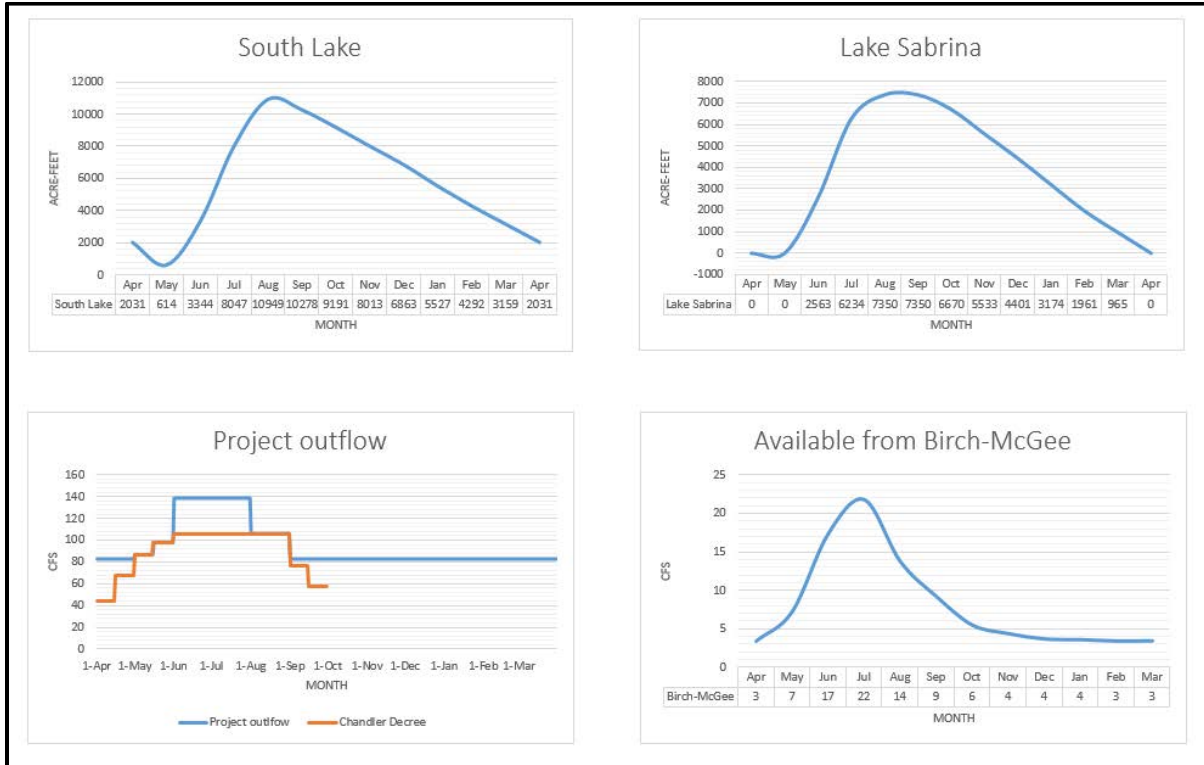 South Lake
12000
10000
8000
6000
4000
2000
0
ACRE-FEET
Apr May Jun Jul Aug Sep Oct Nov Dec Jan Feb Mar Apr
South Lake 2031 614 3344 8047 10949 10278 9191 8013 6863 5527 4292 3159 2031
MONTH
Lake Sabrina
8000
7000
6000
5000
4000
3000
2000
1000
0
-1000
ACRE-FEET
Apr May Jun Jul Aug Sep Oct Nov Dec Jan Feb Mar Apr
Lake Sabrina 0 0 2563 6234 7350 7350 6670 5533 4401 3174 1961 965 0
MONTH
Project outflow
160
140
120
100
80
60
40
20
0
CFS
1-Apr 1-May 1-Jun 1-Jul 1-Aug 1-Sep 1-Oct 1-Nov 1-Dec 1-Jan 1-Feb 1-Mar
MONTH
Project outlfow Chandler Decree
Available from Birch-McGee
25
20
15
10
5
0
CFS
Apr May Jun Jul Aug Sep Oct Nov Dec Jan Feb Mar
Birch-McGee 3 7 17 22 14 9 6 4 4 4 3 3
MONTH